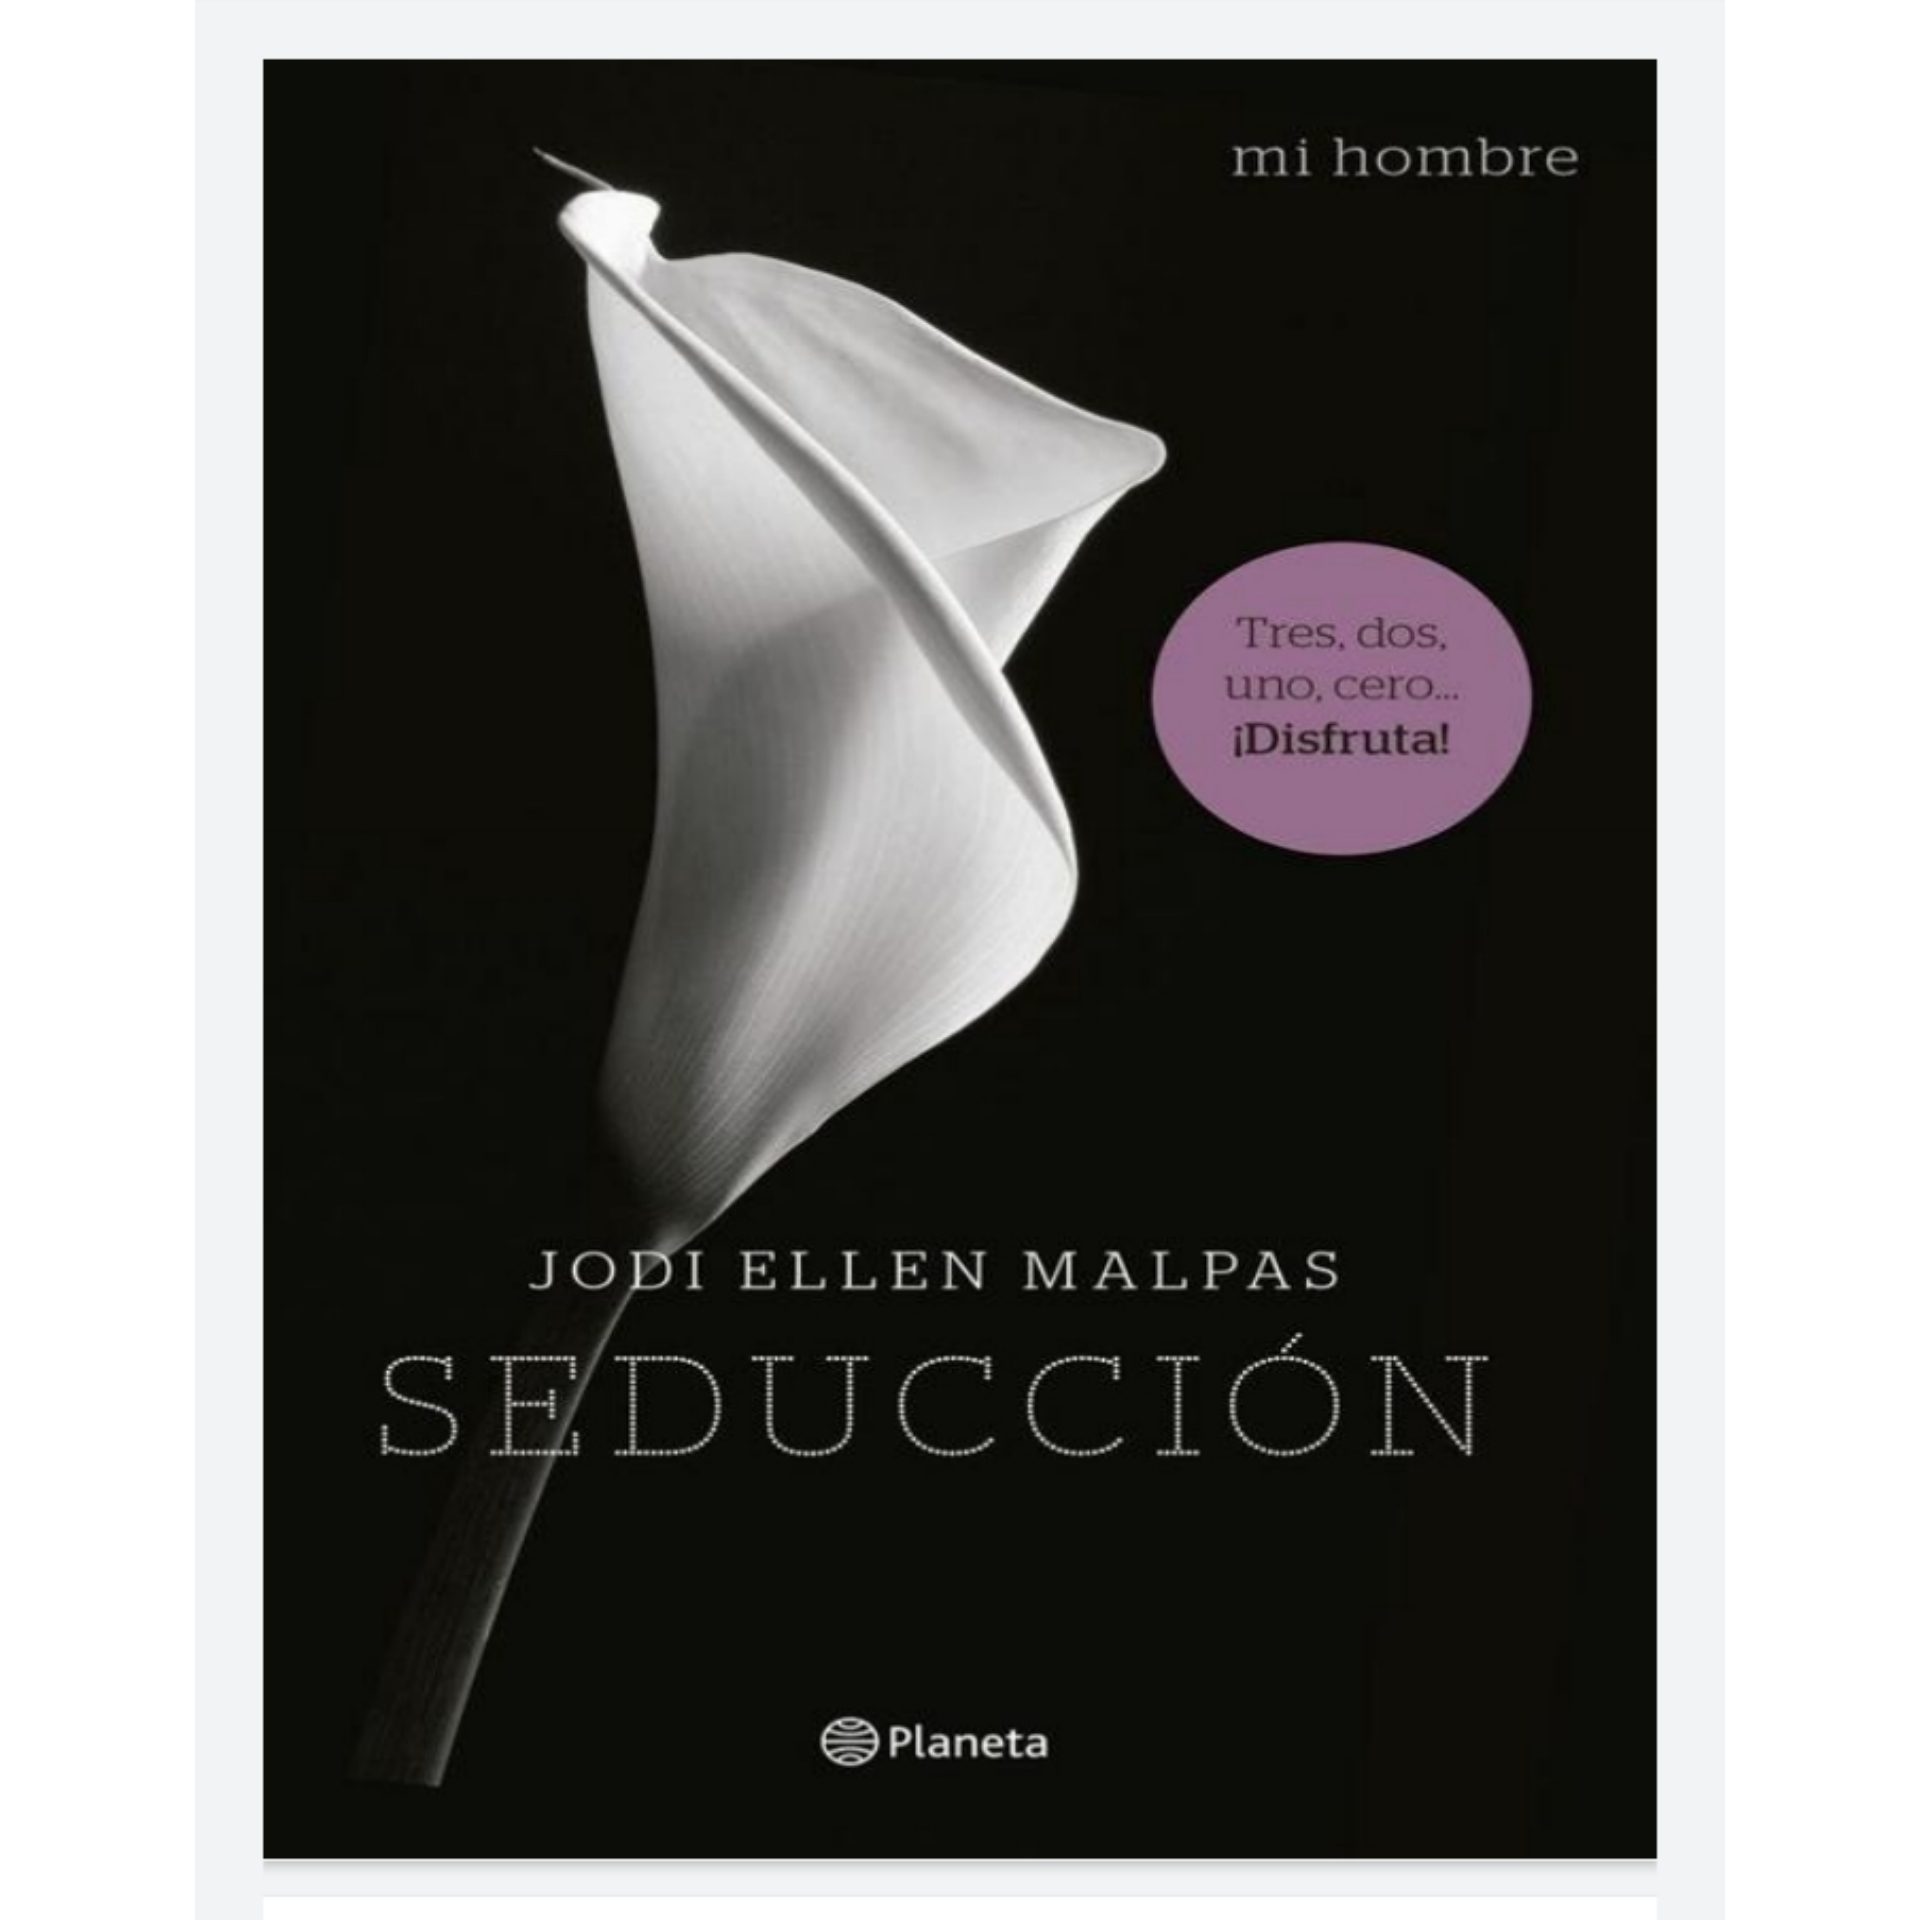 mi hombre
Tres, dos,
uno, cero...
¡Disfruta!
JODI ELLEN MALPAS
SEDUCCIÓN
Planeta